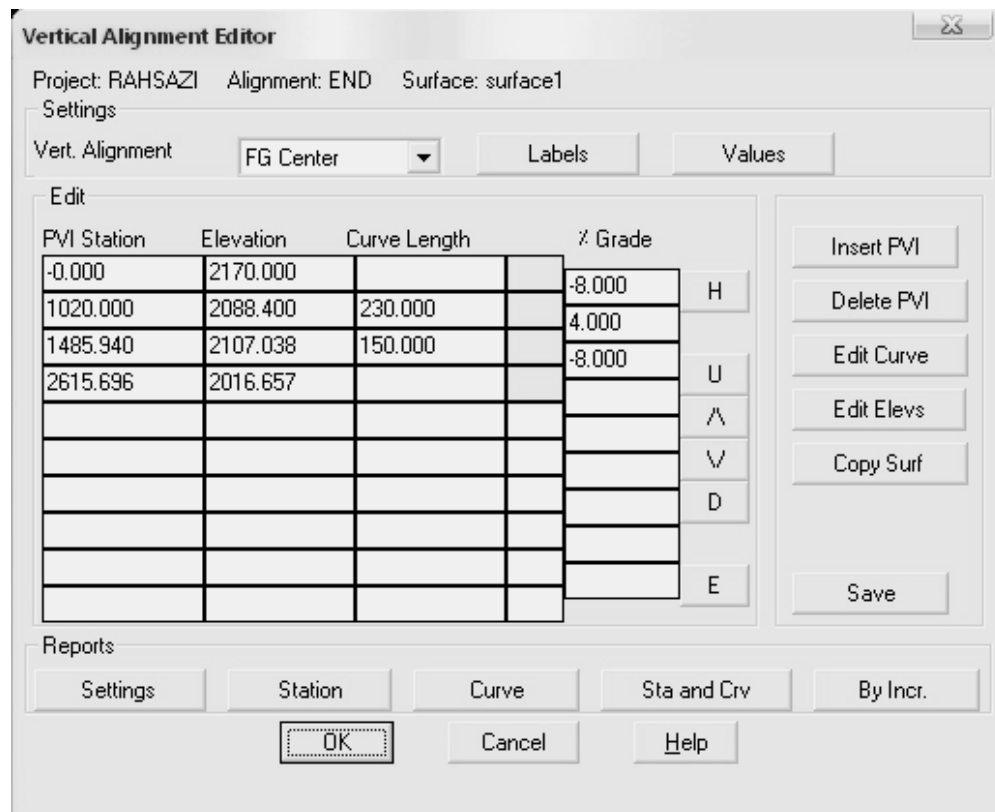 Vertical Alignment Editor
Project: RAHSAZI Alignment: END Surface: surface1
Settings
Vert. Alignment FG Center Labels Values
Edit
PVI Station Elevation Curve Length % Grade
-0.000 2170.000
-8.000
1020.000 2088.400 230.000
4.000
1485.940 2107.038 150.000
-8.000
2615.696 2016.657
H
U
/\
\/
D
E
Insert PVI
Delete PVI
Edit Curve
Edit Elevs
Copy Surf
Save
Reports
Settings Station Curve Sta and Crv By Incr.
OK Cancel Help